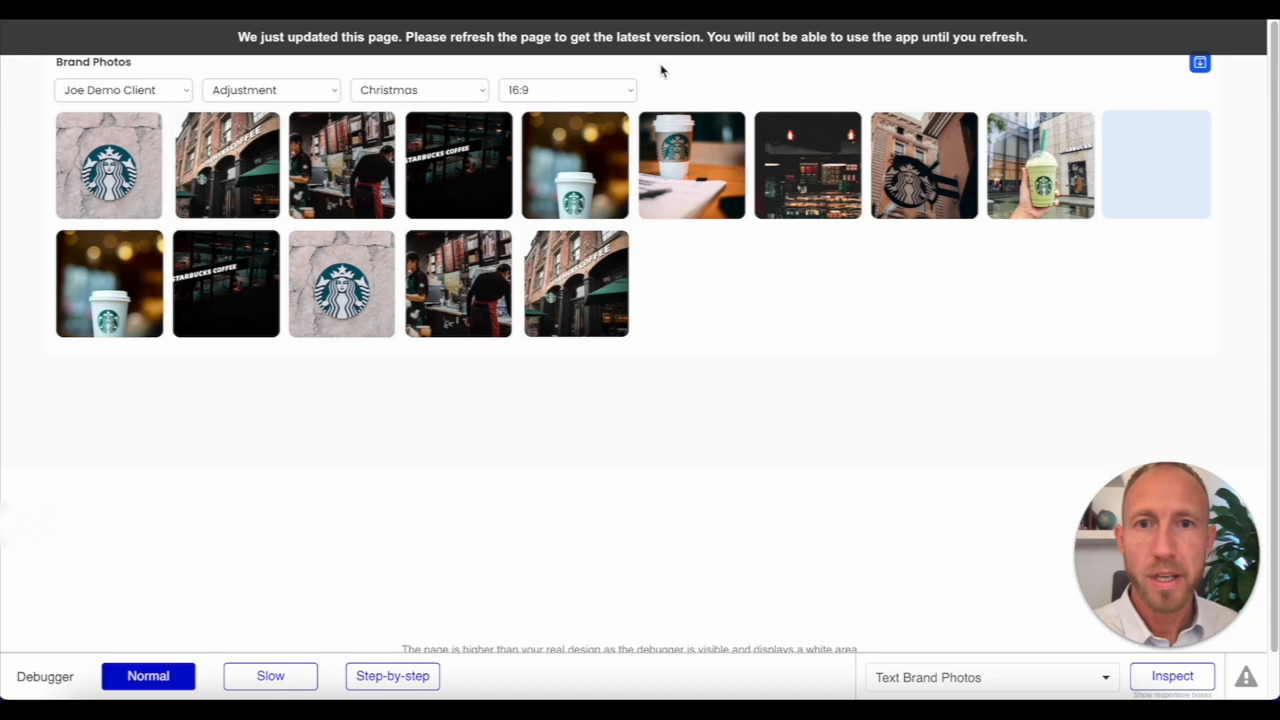 We just updated this page. Please refresh the page to get the latest version. You will not be able to use the app until you refresh.
Brand Photos
Joe Demo Client
Adjustment
Christmas
16:9
STARBUCKS COFFEE
STARBUCKS
STARBUCKS COFFEE
The page is higher than your real design as the debugger is visible and displays a white area
Debugger
Normal
Slow
Step-by-step
Text Brand Photos
Inspect
Show responsive boxes